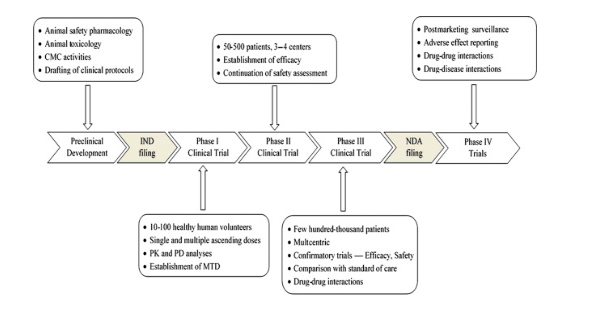 • Animal safety pharmacology
• Animal toxicology
• CMC activities
• Drafting of clinical protocols
• 50-500 patients, 3–4 centers
• Establishment of efficacy
• Continuation of safety assessment
• Postmarketing surveillance
• Adverse effect reporting
• Drug-drug interactions
• Drug-disease interactions
Preclinical
Development
IND
filing
Phase I
Clinical Trial
Phase II
Clinical Trial
Phase III
Clinical Trial
NDA
filing
Phase IV
Trials
• 10-100 healthy human volunteers
• Single and multiple ascending doses
• PK and PD analyses
• Establishment of MTD
• Few hundred-thousand patients
• Multcentric
• Confirmatory trials — Efficacy, Safety
• Comparison with standard of care
• Drug-drug interactions